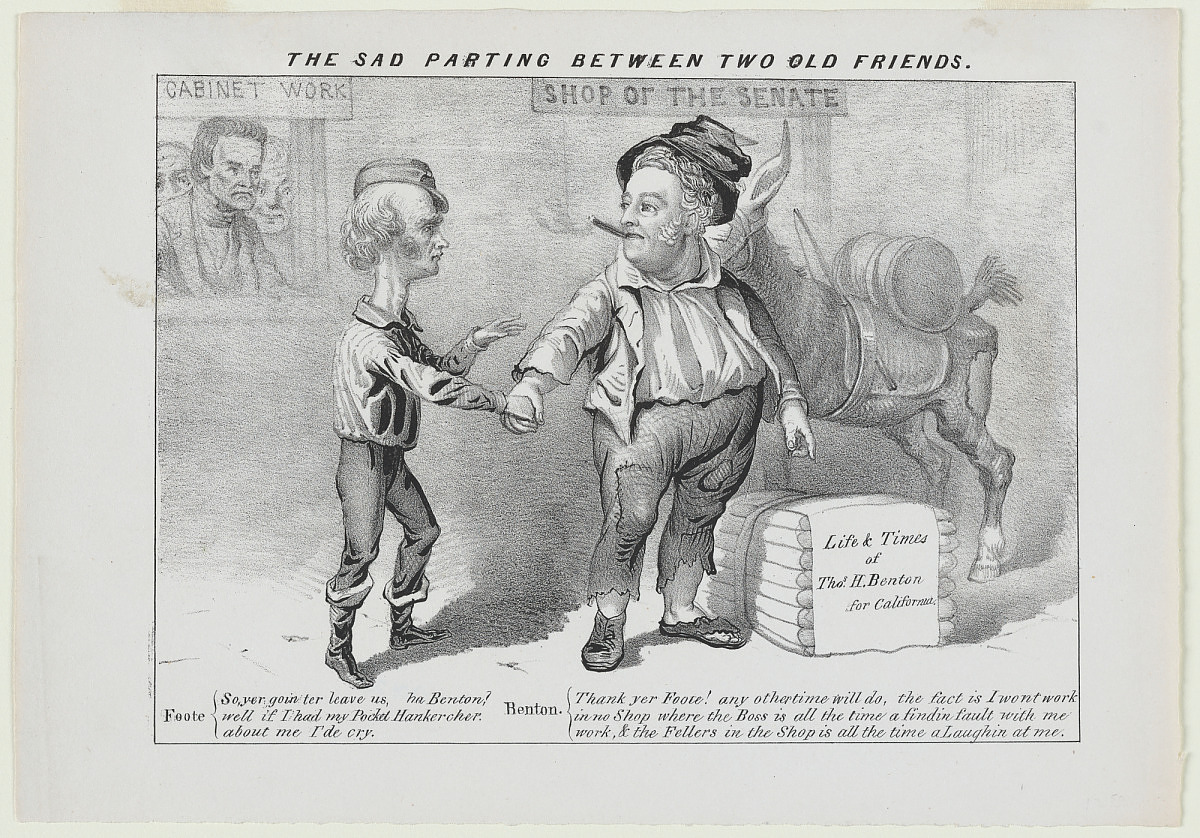 THE SAD PARTING BETWEEN TWO OLD FRIENDS.
CABINET WORK
SHOP OF THE SENATE
Life & Times
of
Thos. H. Benton
for California.
Foote
So, yer goin ter leave us, ha Benton,?
well if I had my Pocket Hankercher.
about me I'de cry.
Benton.
Thank yer Foote! any othertime will do, the fact is I wont work
in no Shop where the Boss is all the time a findin fault with me
work, & the Fellers in the Shop is all the time a Laughin at me.